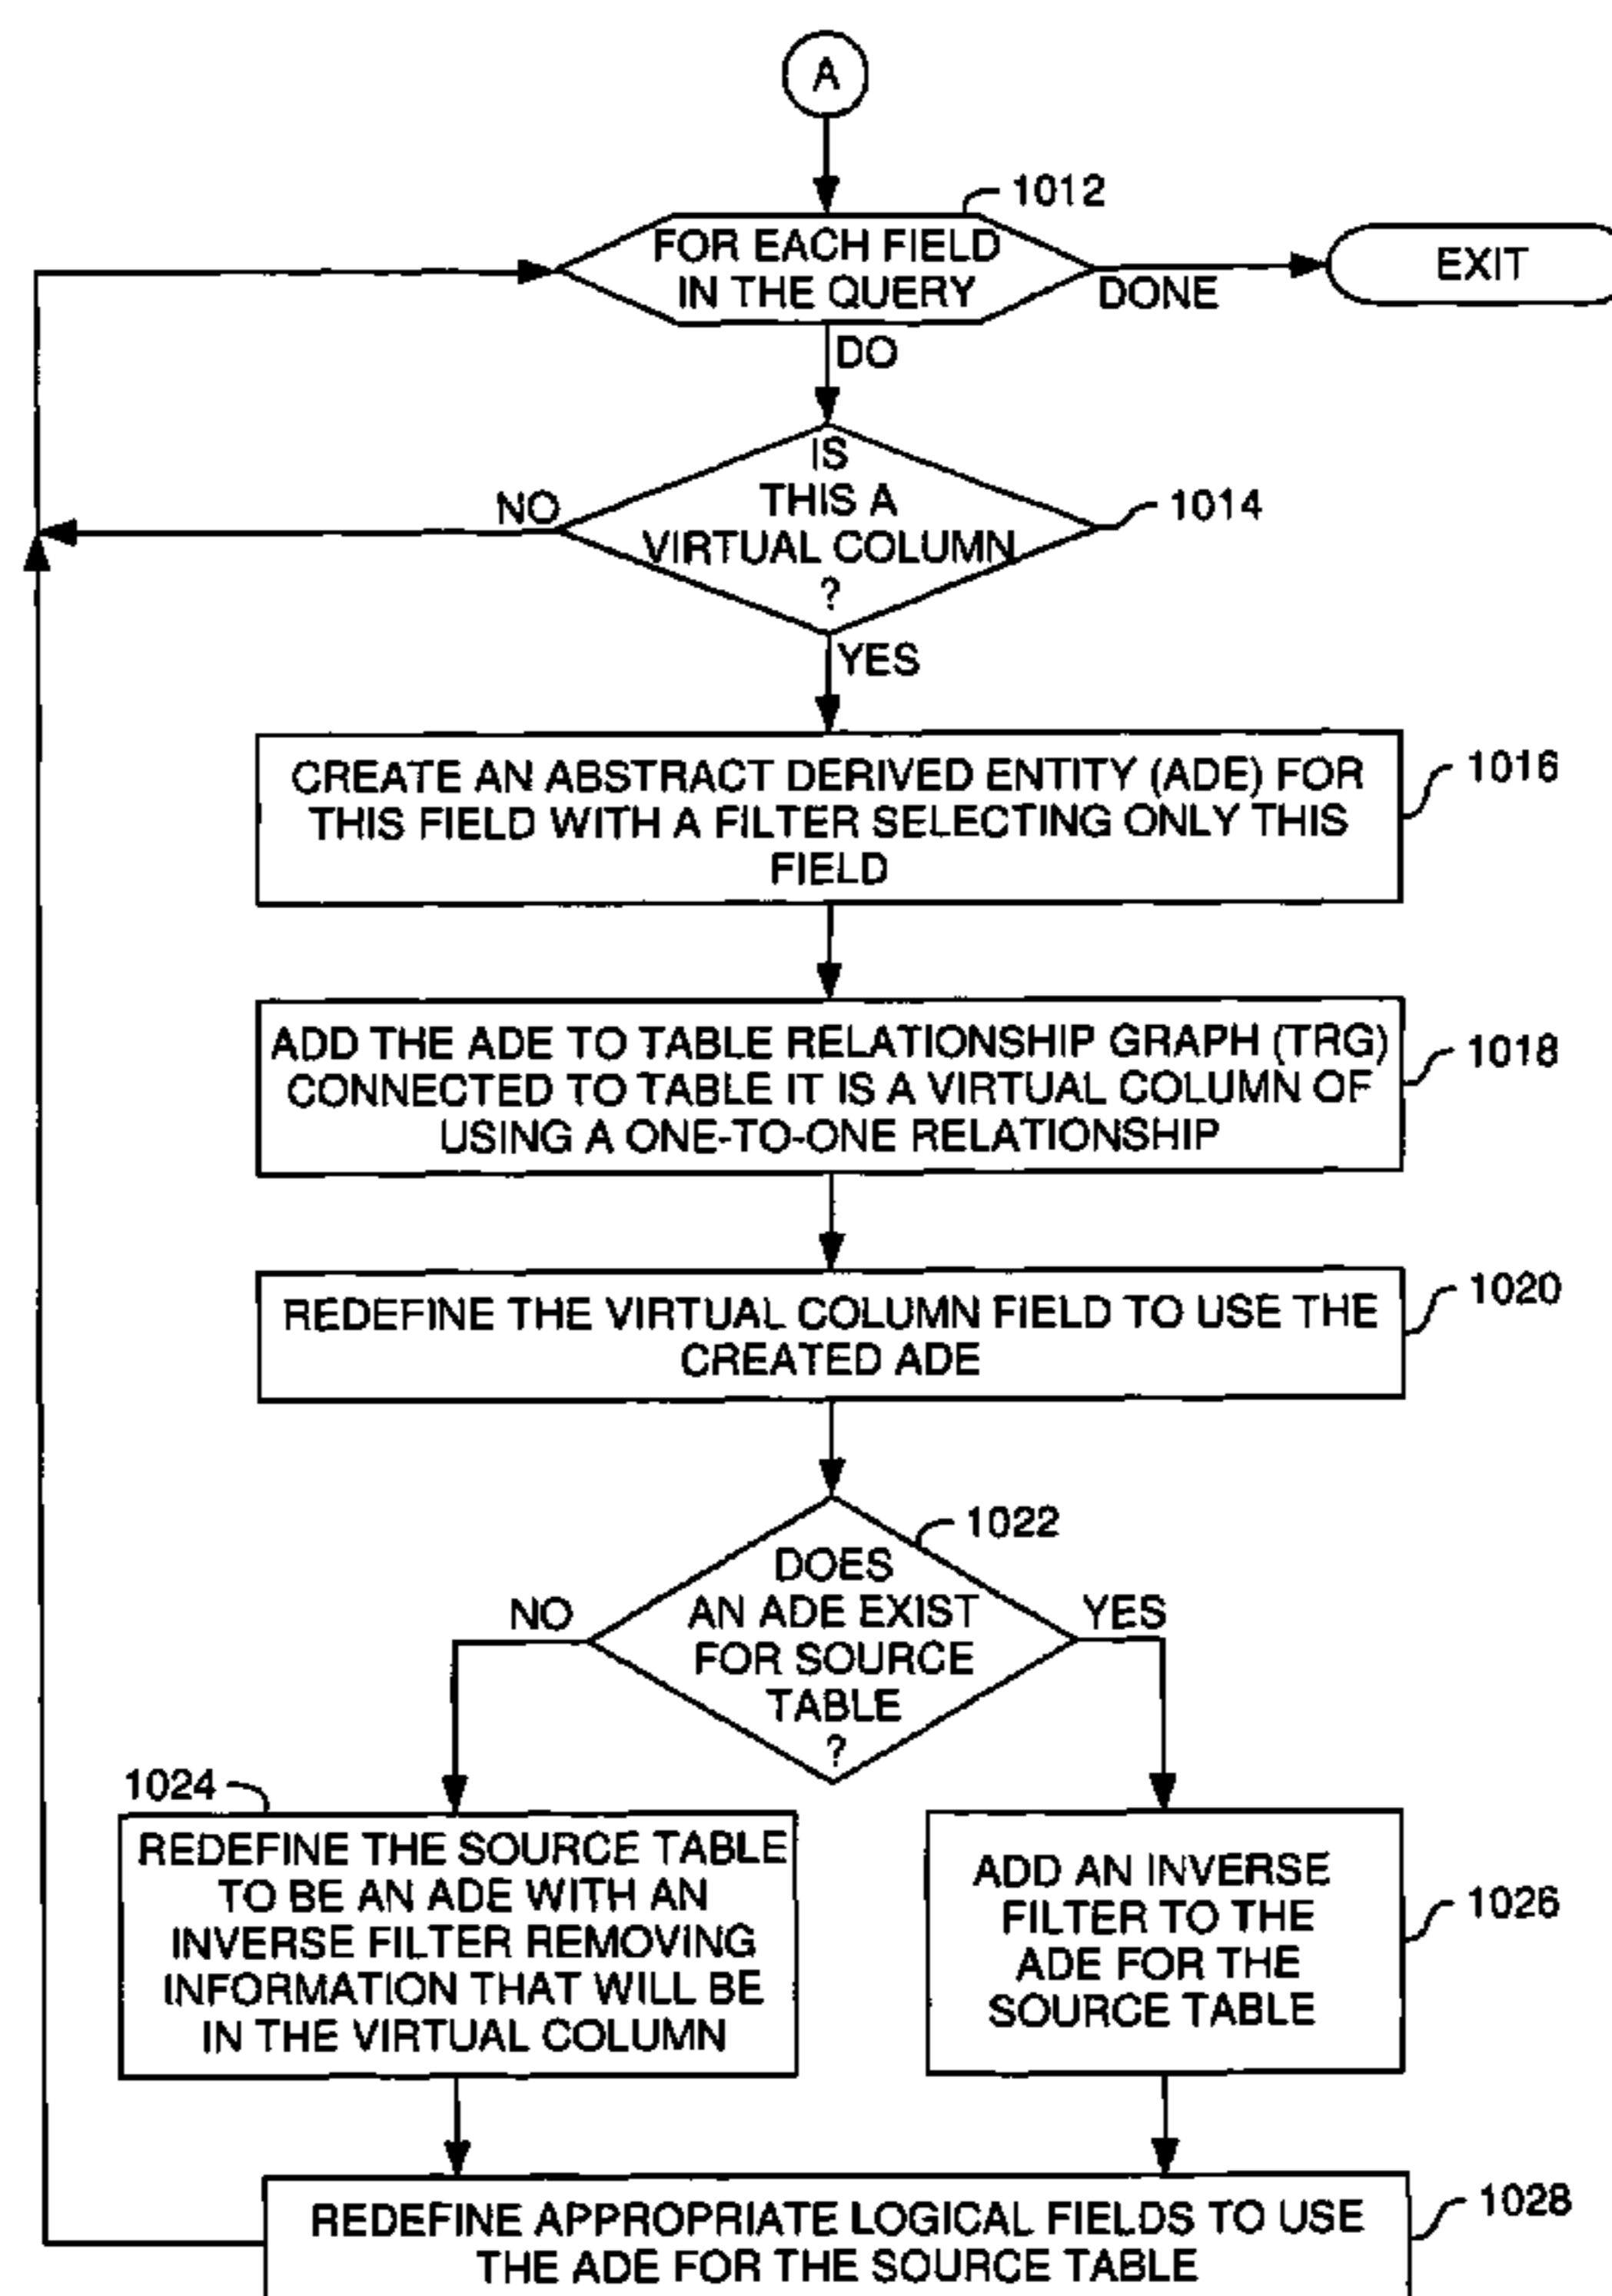 A
1012
FOR EACH FIELD
IN THE QUERY
DONE
EXIT
DO
IS
THIS A
VIRTUAL COLUMN
?
NO
1014
YES
CREATE AN ABSTRACT DERIVED ENTITY (ADE) FOR
THIS FIELD WITH A FILTER SELECTING ONLY THIS
FIELD
1016
ADD THE ADE TO TABLE RELATIONSHIP GRAPH (TRG)
CONNECTED TO TABLE IT IS A VIRTUAL COLUMN OF
USING A ONE-TO-ONE RELATIONSHIP
1018
REDEFINE THE VIRTUAL COLUMN FIELD TO USE THE
CREATED ADE
1020
1022
DOES
AN ADE EXIST
FOR SOURCE
TABLE
?
NO
YES
1024
REDEFINE THE SOURCE TABLE
TO BE AN ADE WITH AN
INVERSE FILTER REMOVING
INFORMATION THAT WILL BE
IN THE VIRTUAL COLUMN
ADD AN INVERSE
FILTER TO THE
ADE FOR THE
SOURCE TABLE
1026
REDEFINE APPROPRIATE LOGICAL FIELDS TO USE
THE ADE FOR THE SOURCE TABLE
1028